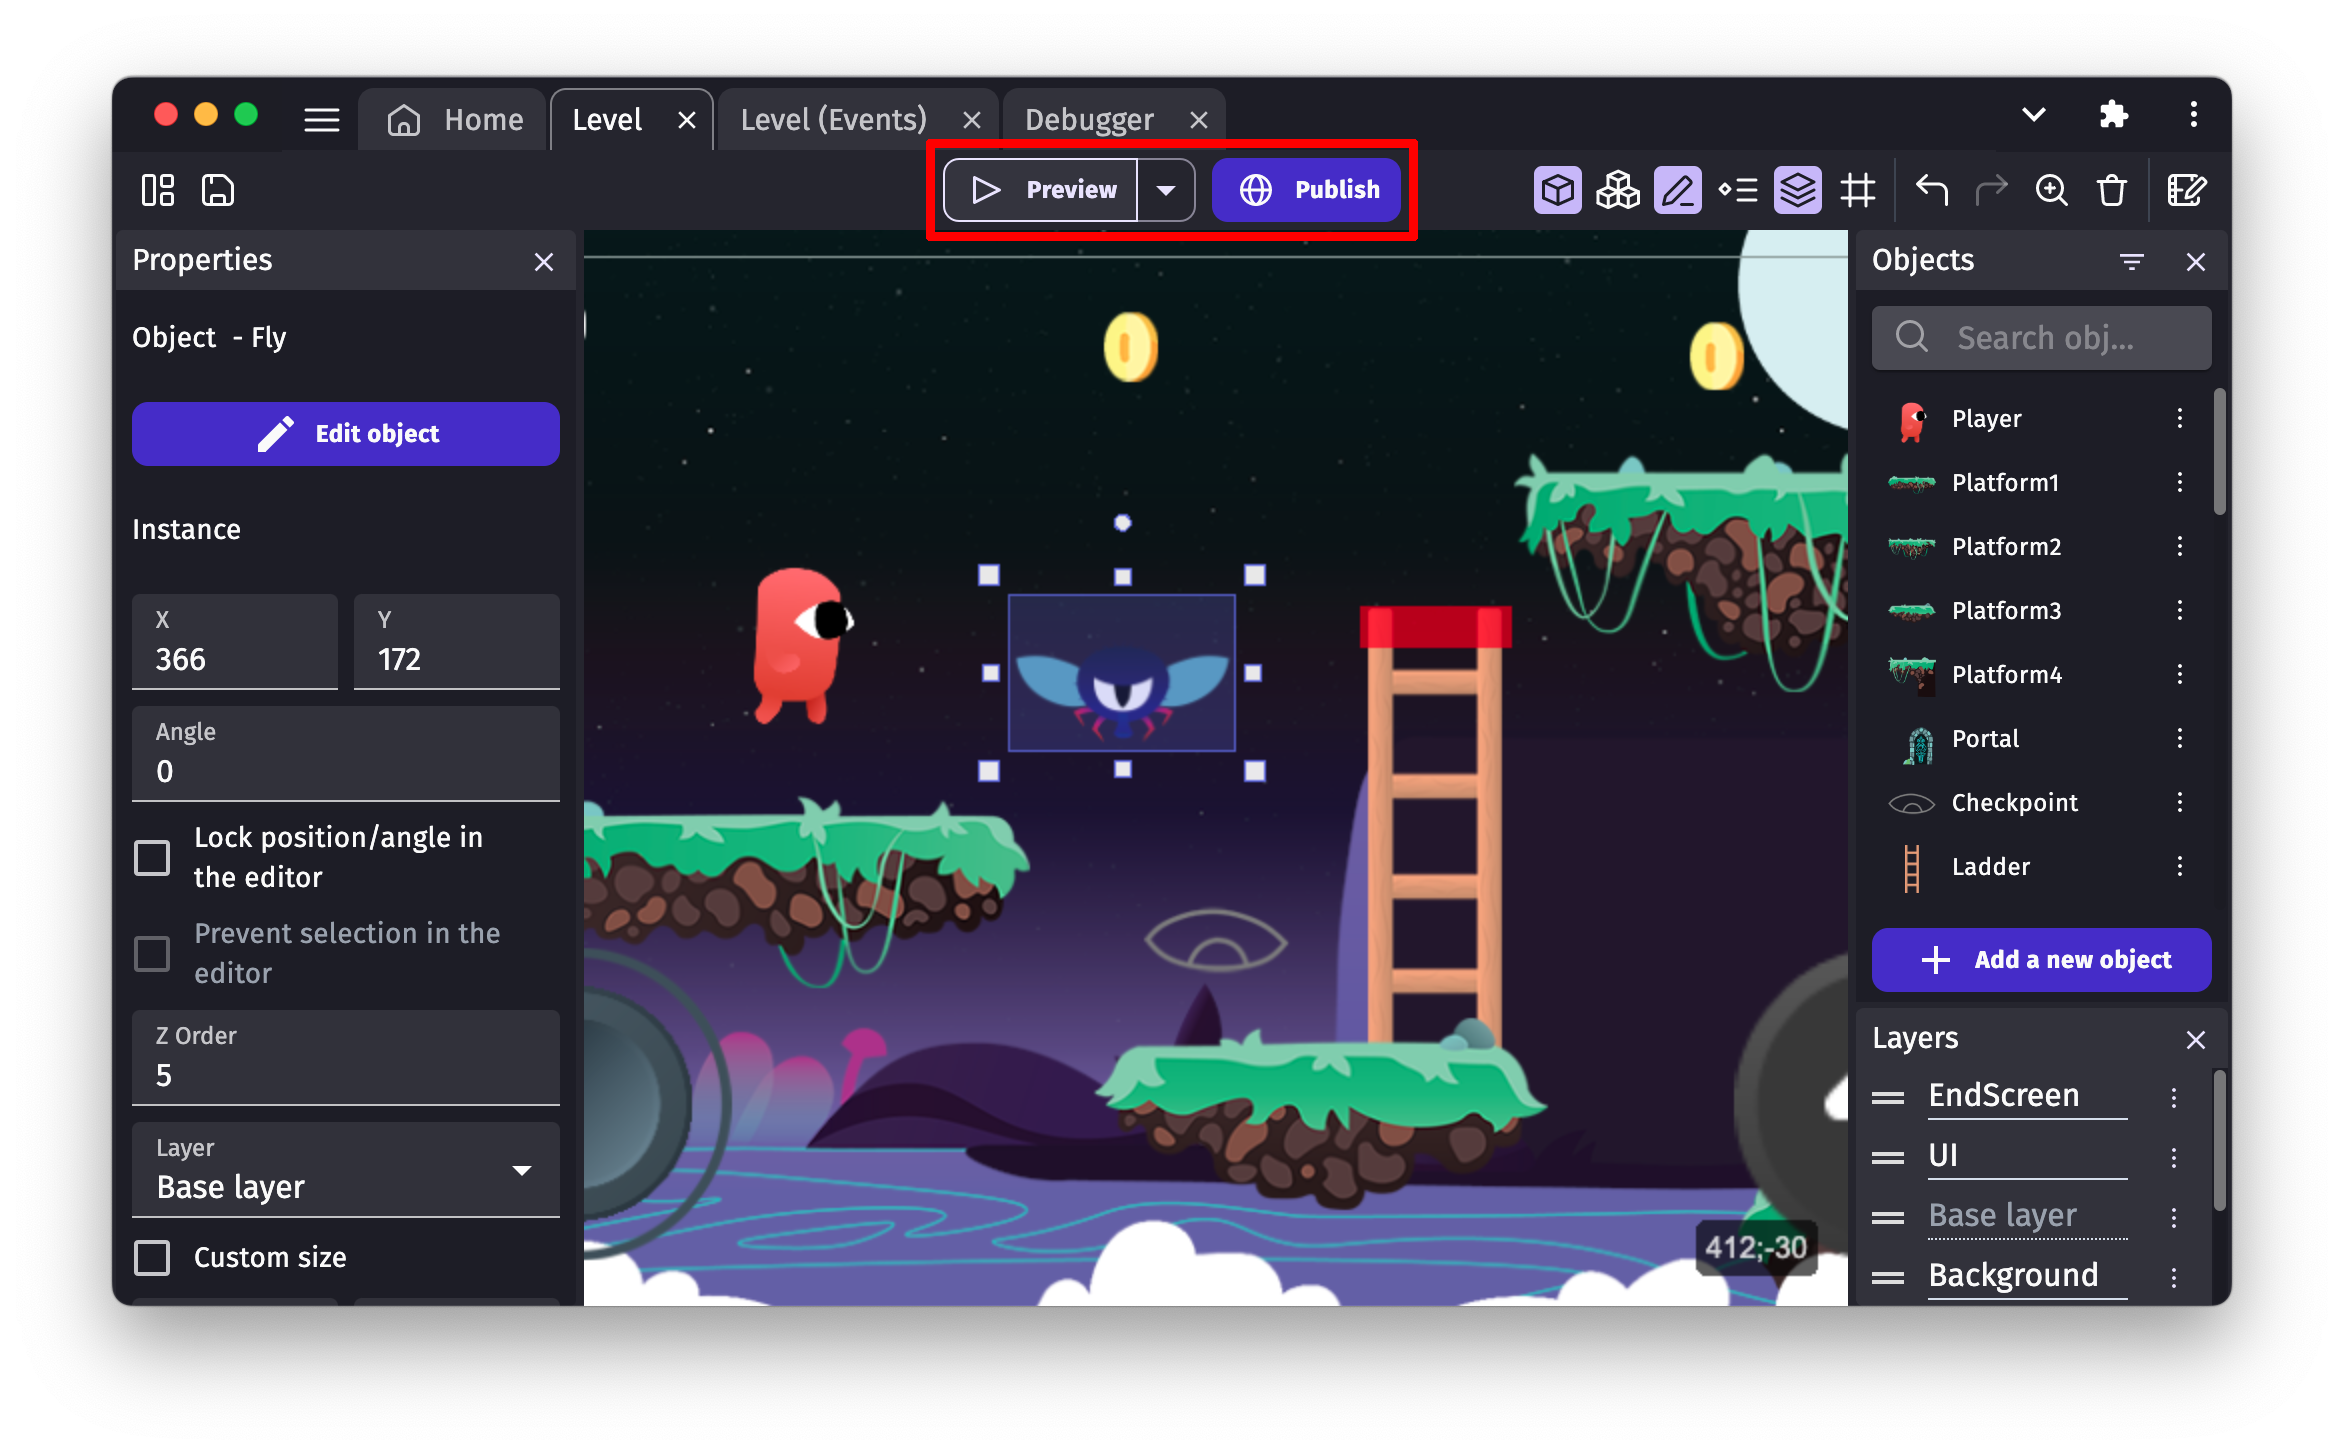 Home
Level
Level (Events)
Debugger
Preview
Publish
Properties
Object - Fly
Edit object
Instance
X
366
Y
172
Angle
0
Lock position/angle in
the editor
Prevent selection in the
editor
Z Order
5
Layer
Base layer
Custom size
412;-30
Objects
Search obj...
Player
Platform1
Platform2
Platform3
Platform4
Portal
Checkpoint
Ladder
Add a new object
Layers
EndScreen
UI
Base layer
Background